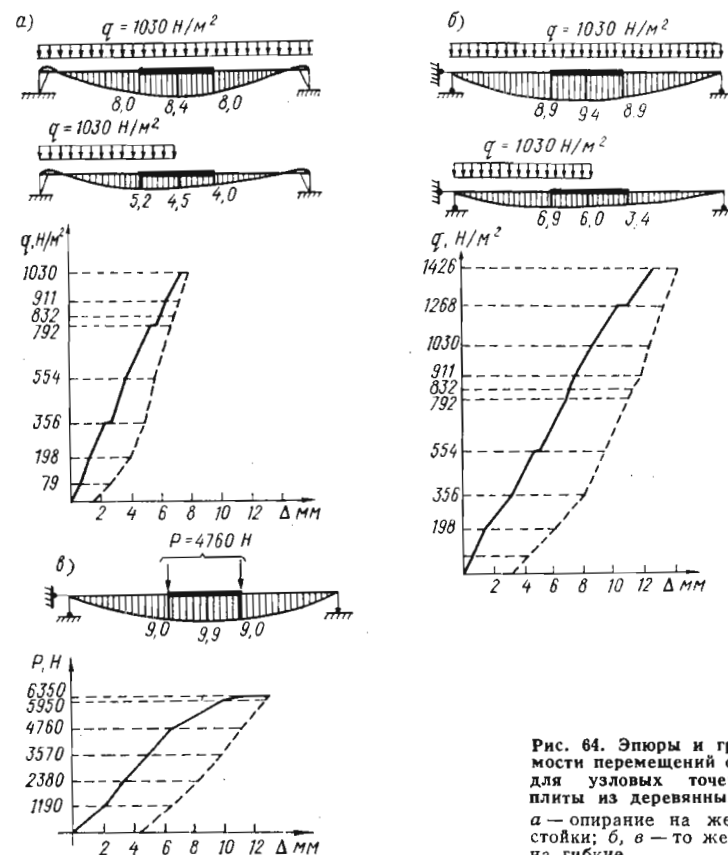 а)
q = 1030 Н/м²
8,0 8,4 8,0
q = 1030 Н/м²
5,2 4,5 4,0
q, Н/м²
1030
911
832
792
554
356
198
79
2 4 6 8 10 12 Δ мм
б)
q = 1030 Н/м²
8,9 9,4 8,9
q = 1030 Н/м²
6,9 6,0 3,4
q, Н/м²
1426
1268
1030
911
832
792
554
356
198
2 4 6 8 10 12 Δ мм
в)
P = 4760 Н
9,0 9,9 9,0
P, Н
6350
5950
4760
3570
2380
1190
2 4 6 8 10 12 Δ мм
Рис. 64. Эпюры и гр
мости перемещений
для узловых точе
плиты из деревянны
а — опирание на же
стойки; б, в — то же
на гибкие